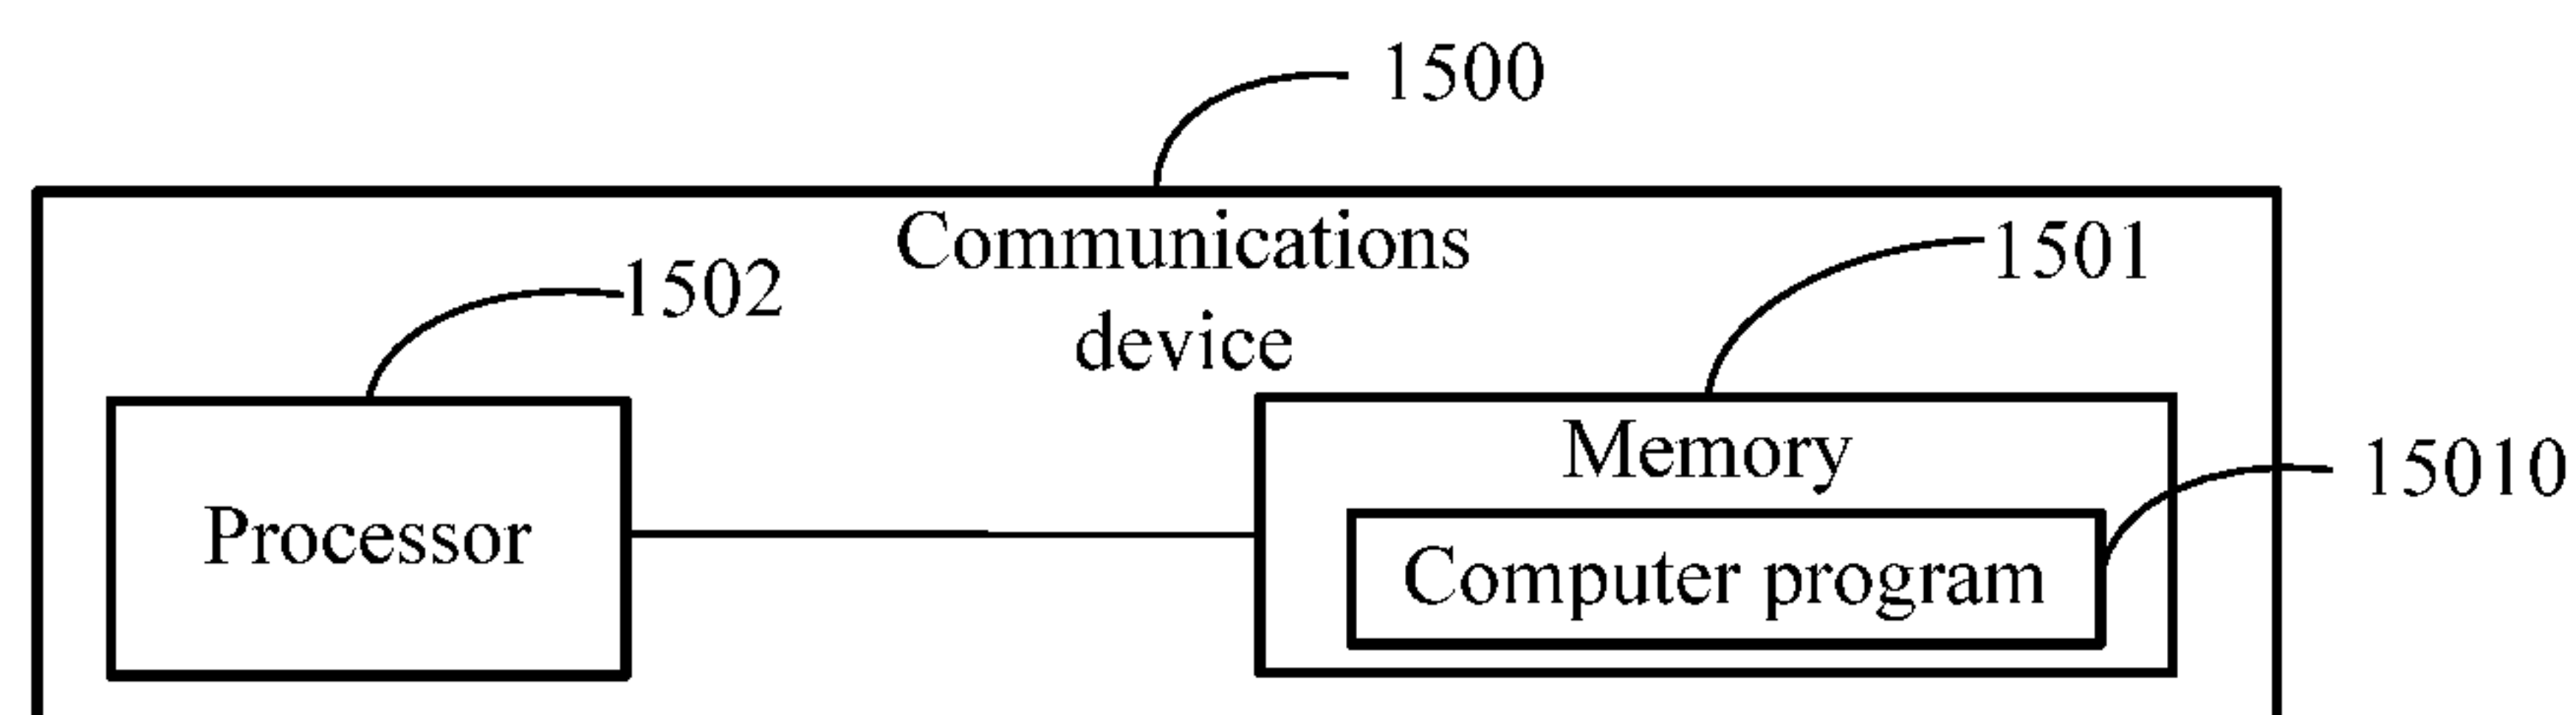 1500
Communications
device
1502
1501
Memory
15010
Processor
Computer program